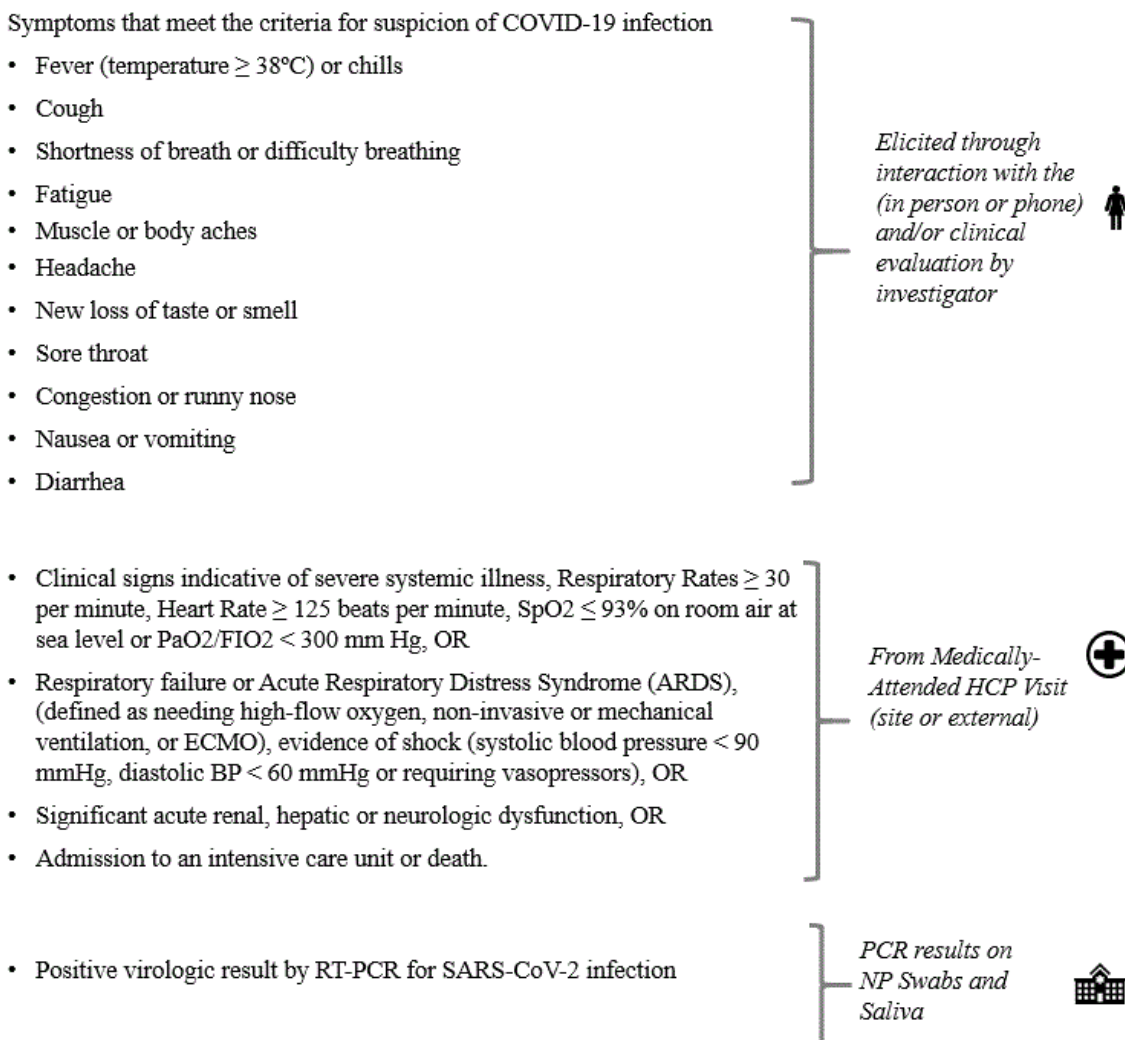 Symptoms that meet the criteria for suspicion of COVID-19 infection
• Fever (temperature ≥ 38ºC) or chills
• Cough
• Shortness of breath or difficulty breathing
• Fatigue
• Muscle or body aches
• Headache
• New loss of taste or smell
• Sore throat
• Congestion or runny nose
• Nausea or vomiting
• Diarrhea
Elicited through
interaction with the
(in person or phone)
and/or clinical
evaluation by
investigator
• Clinical signs indicative of severe systemic illness, Respiratory Rates ≥ 30
per minute, Heart Rate ≥ 125 beats per minute, SpO2 ≤ 93% on room air at
sea level or PaO2/FIO2 < 300 mm Hg, OR
• Respiratory failure or Acute Respiratory Distress Syndrome (ARDS),
(defined as needing high-flow oxygen, non-invasive or mechanical
ventilation, or ECMO), evidence of shock (systolic blood pressure < 90
mmHg, diastolic BP < 60 mmHg or requiring vasopressors), OR
• Significant acute renal, hepatic or neurologic dysfunction, OR
• Admission to an intensive care unit or death.
From Medically-
Attended HCP Visit
(site or external)
• Positive virologic result by RT-PCR for SARS-CoV-2 infection
PCR results on
NP Swabs and
Saliva